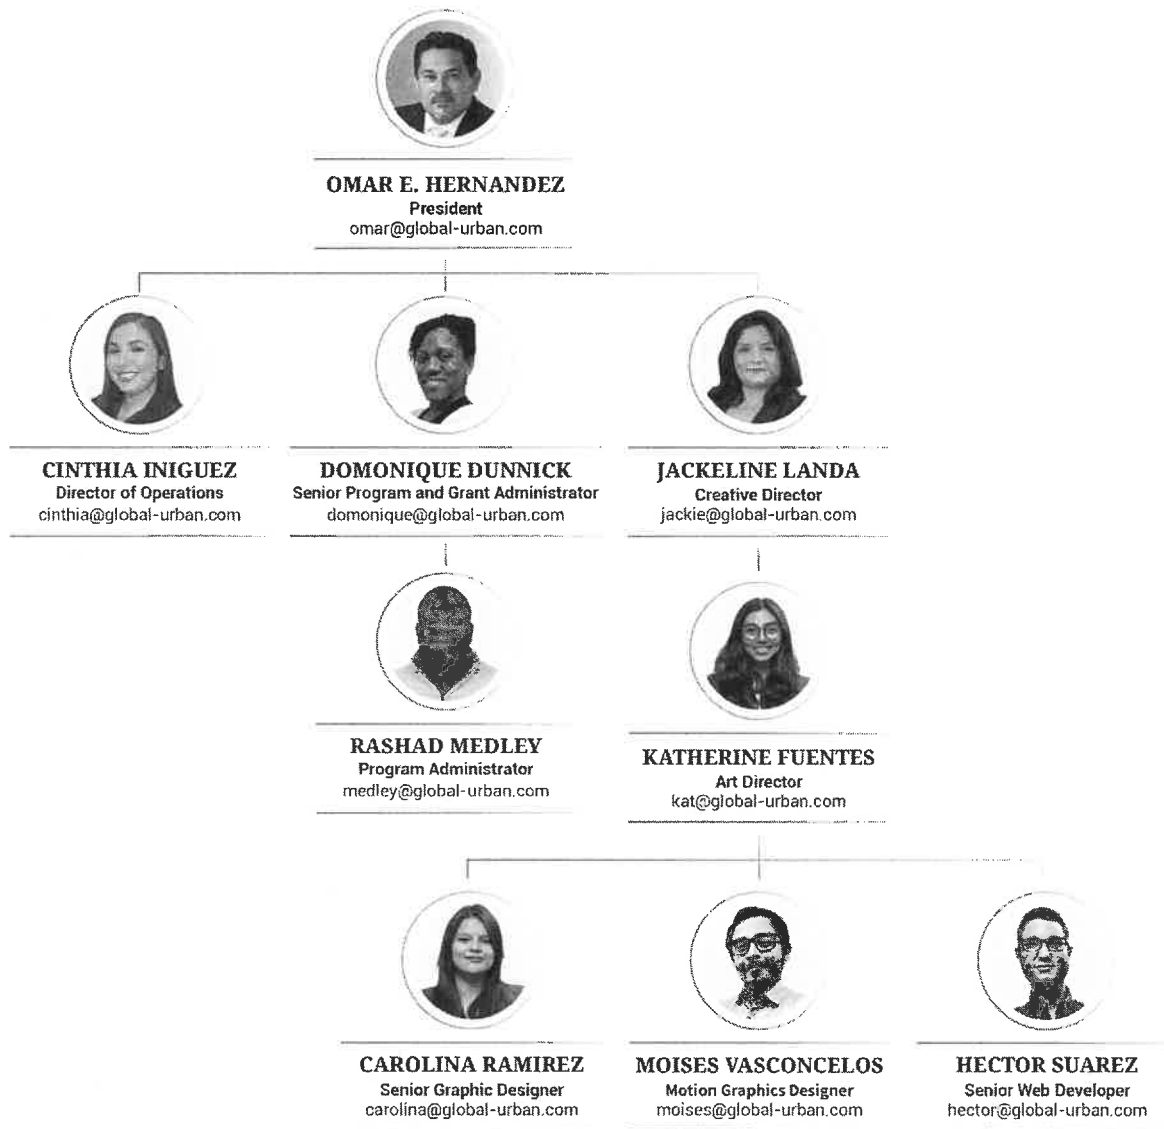 OMAR E. HERNANDEZ
President
omar@global-urban.com
CINTHIA INIGUEZ
Director of Operations
cinthia@global-urban.com
DOMONIQUE DUNNICK
Senior Program and Grant Administrator
domonique@global-urban.com
JACKELINE LANDA
Creative Director
jackie@global-urban.com
RASHAD MEDLEY
Program Administrator
medley@global-urban.com
KATHERINE FUENTES
Art Director
kat@global-urban.com
CAROLINA RAMIREZ
Senior Graphic Designer
carolina@global-urban.com
MOISES VASCONCELOS
Motion Graphics Designer
moises@global-urban.com
HECTOR SUAREZ
Senior Web Developer
hector@global-urban.com